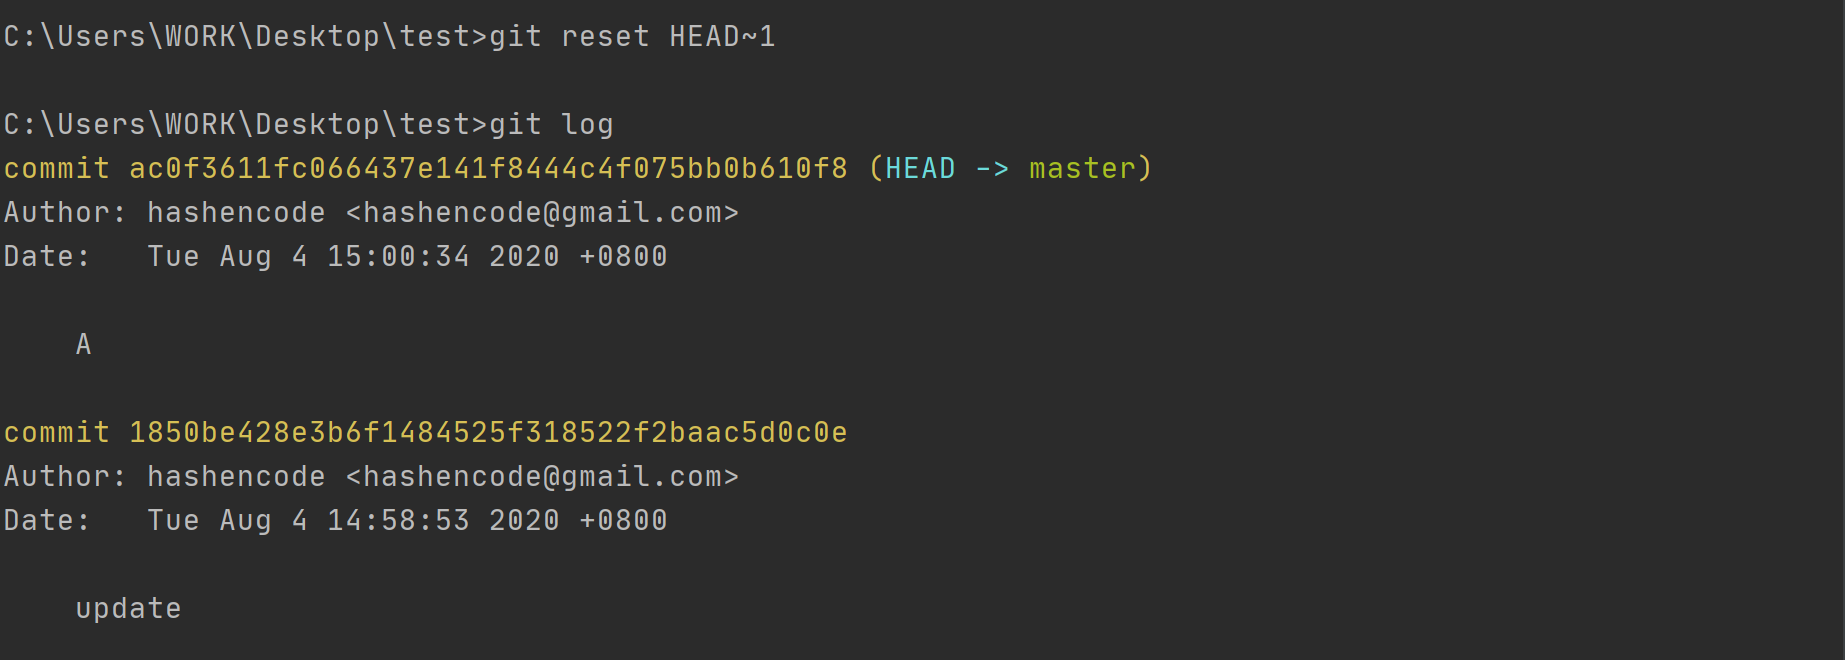 C:\Users\WORK\Desktop\test>git reset HEAD~1
C:\Users\WORK\Desktop\test>git log
commit ac0f3611fc066437e141f8444c4f075bb0b610f8 (HEAD -> master)
Author: hashencode <hashencode@gmail.com>
Date:   Tue Aug 4 15:00:34 2020 +0800
    A
commit 1850be428e3b6f1484525f318522f2baac5d0c0e
Author: hashencode <hashencode@gmail.com>
Date:   Tue Aug 4 14:58:53 2020 +0800
    update